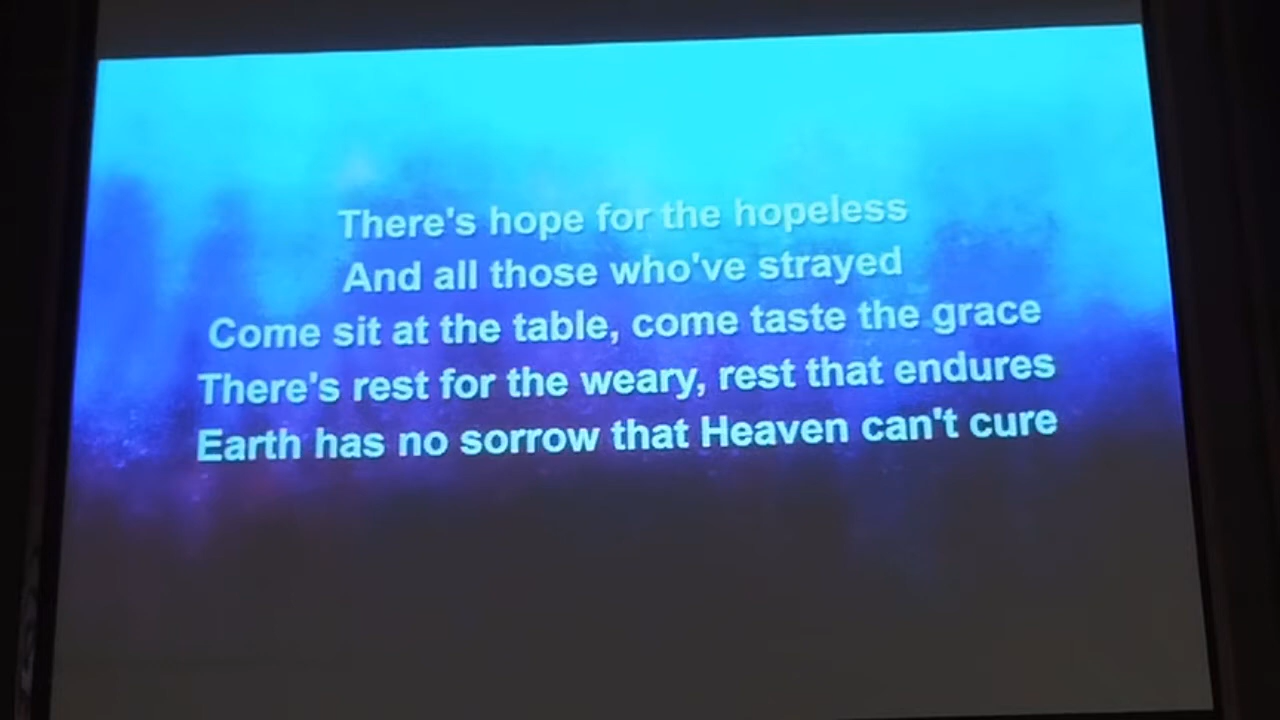 There's hope for the hopeless
And all those who've strayed
Come sit at the table, come taste the grace
There's rest for the weary, rest that endures
Earth has no sorrow that Heaven can't cure